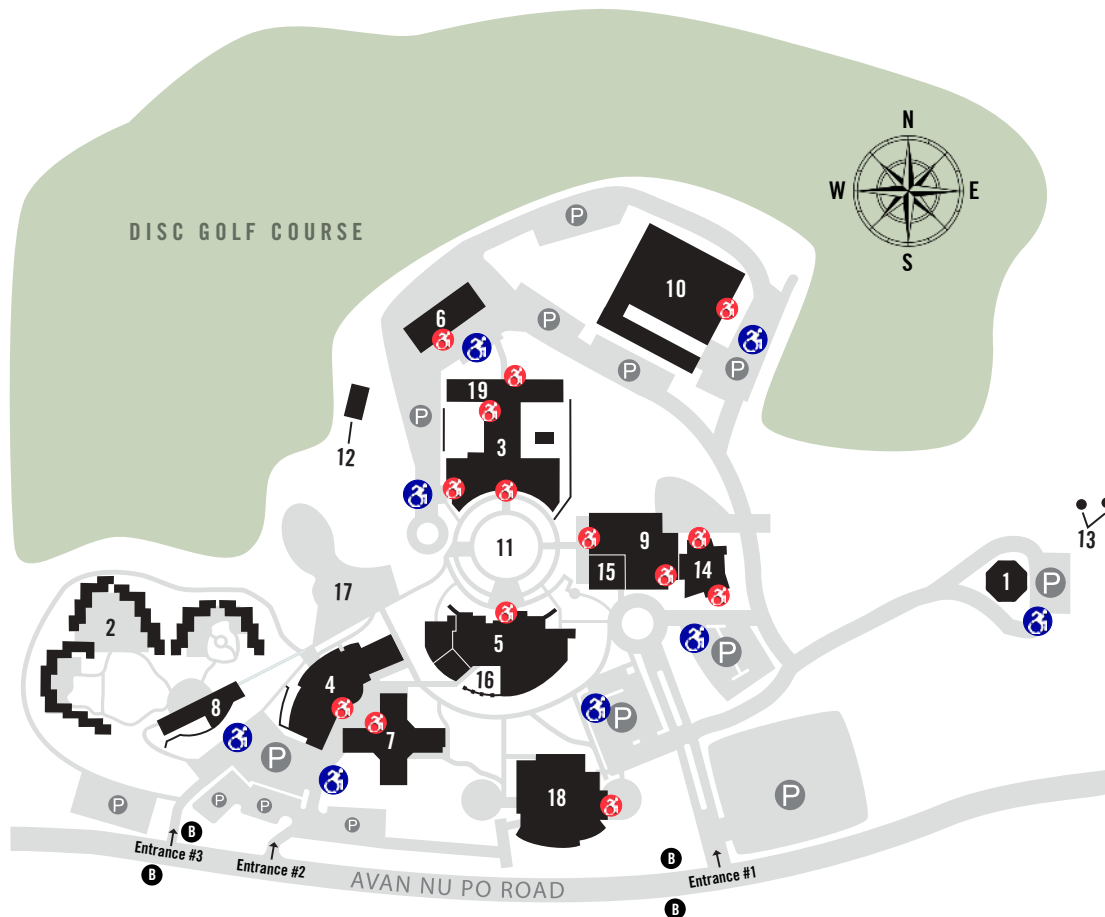 N
W
E
S
DISC GOLF COURSE
P
10
6
P
P
P
19
P
12
3
13
11
9
15
14
1
P
17
2
5
16
4
8
7
P
P
P
P
P
P
P
P
18
B
Entrance #3
B
Entrance #2
AVAN NU PO ROAD
B
Entrance #1
B